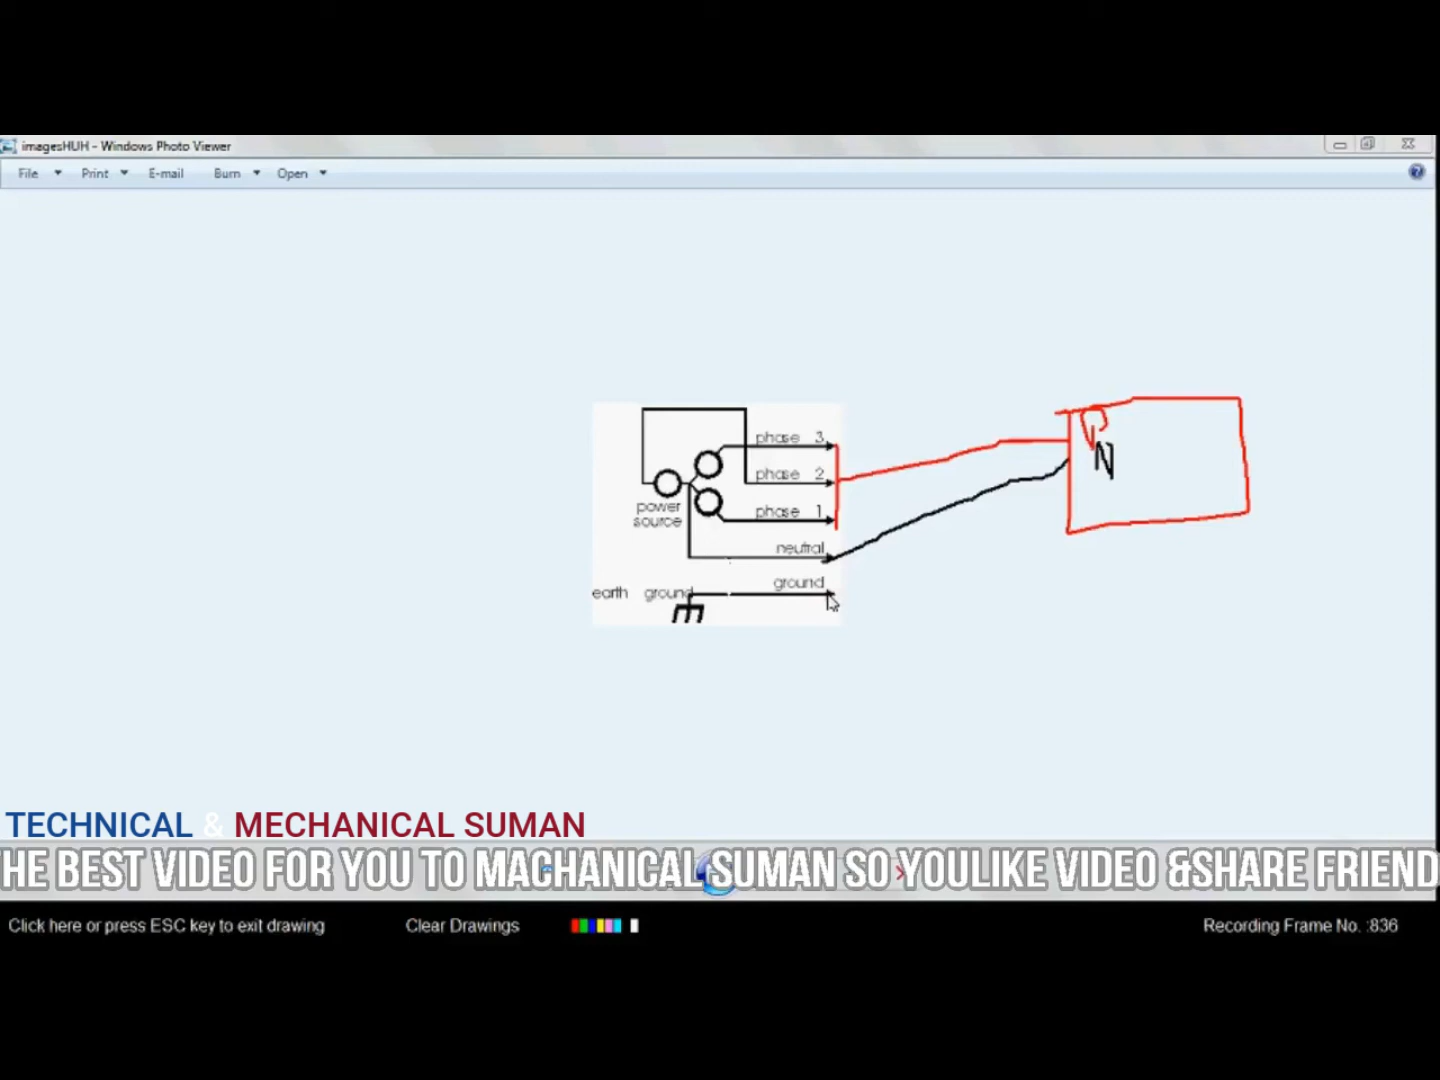 imagesHUH - Windows Photo Viewer
File Print E-mail Burn Open
phase 3
phase 2
power source
phase 1
neutral
ground
earth ground
P
N
TECHNICAL & MECHANICAL SUMAN
THE BEST VIDEO FOR YOU TO MACHANICAL SUMAN SO YOULIKE VIDEO &SHARE FRIEND
Click here or press ESC key to exit drawing Clear Drawings Recording Frame No. :836